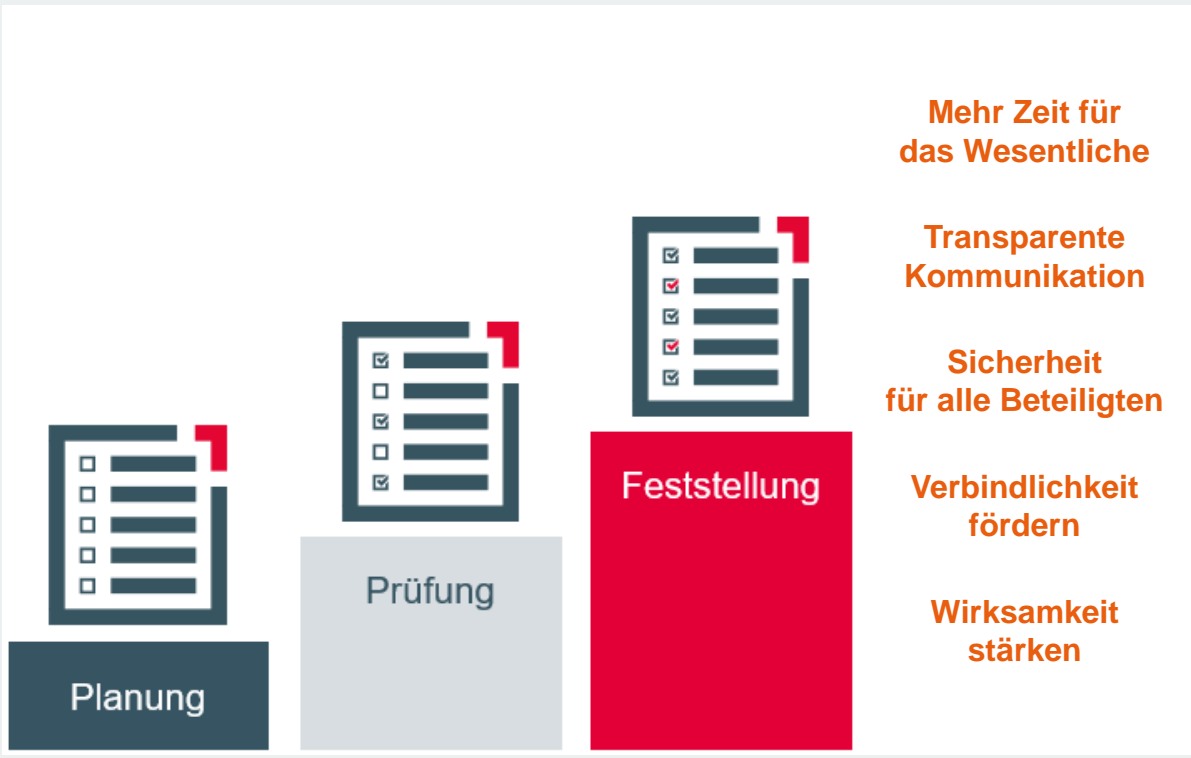 Mehr Zeit für
das Wesentliche
Transparente
Kommunikation
Sicherheit
für alle Beteiligten
Verbindlichkeit
fördern
Wirksamkeit
stärken
Feststellung
Prüfung
Planung